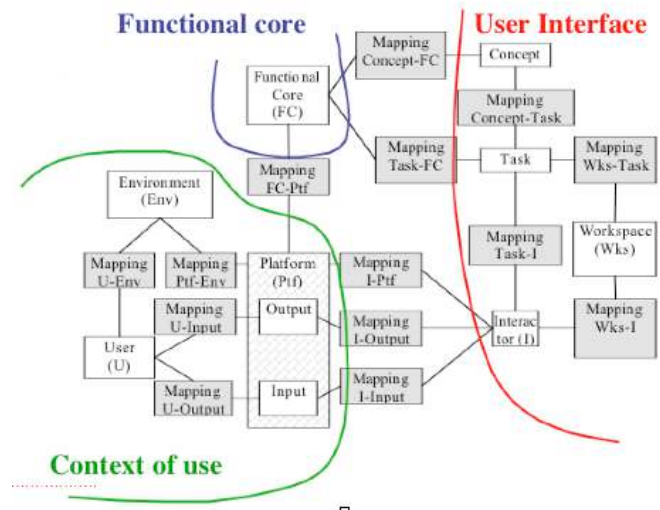 Functional core
User Interface
Mapping
Concept-FC
Concept
Functional
Core
(FC)
Mapping
Concept-Task
Mapping
Task-FC
Task
Mapping
Wks-Task
Mapping
FC-Ptf
Environment
(Env)
Mapping
Task-I
Workspace
(Wks)
Mapping
U-Env
Mapping
Ptf-Env
Platform
(Ptf)
Mapping
I-Ptf
Mapping
U-Input
Output
Mapping
I-Output
Interac
tor (I)
Mapping
Wks-I
User
(U)
Mapping
U-Output
Input
Mapping
I-Input
Context of use